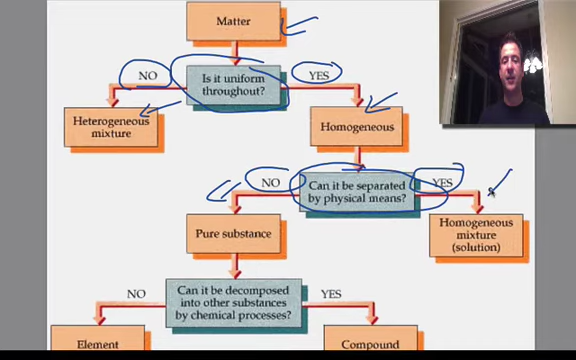 Matter
NO
Is it uniform
throughout?
YES
Heterogeneous
mixture
Homogeneous
NO
Can it be separated
by physical means?
YES
Pure substance
Homogeneous
mixture
(solution)
NO
Can it be decomposed
into other substances
by chemical processes?
YES
Element
Compound